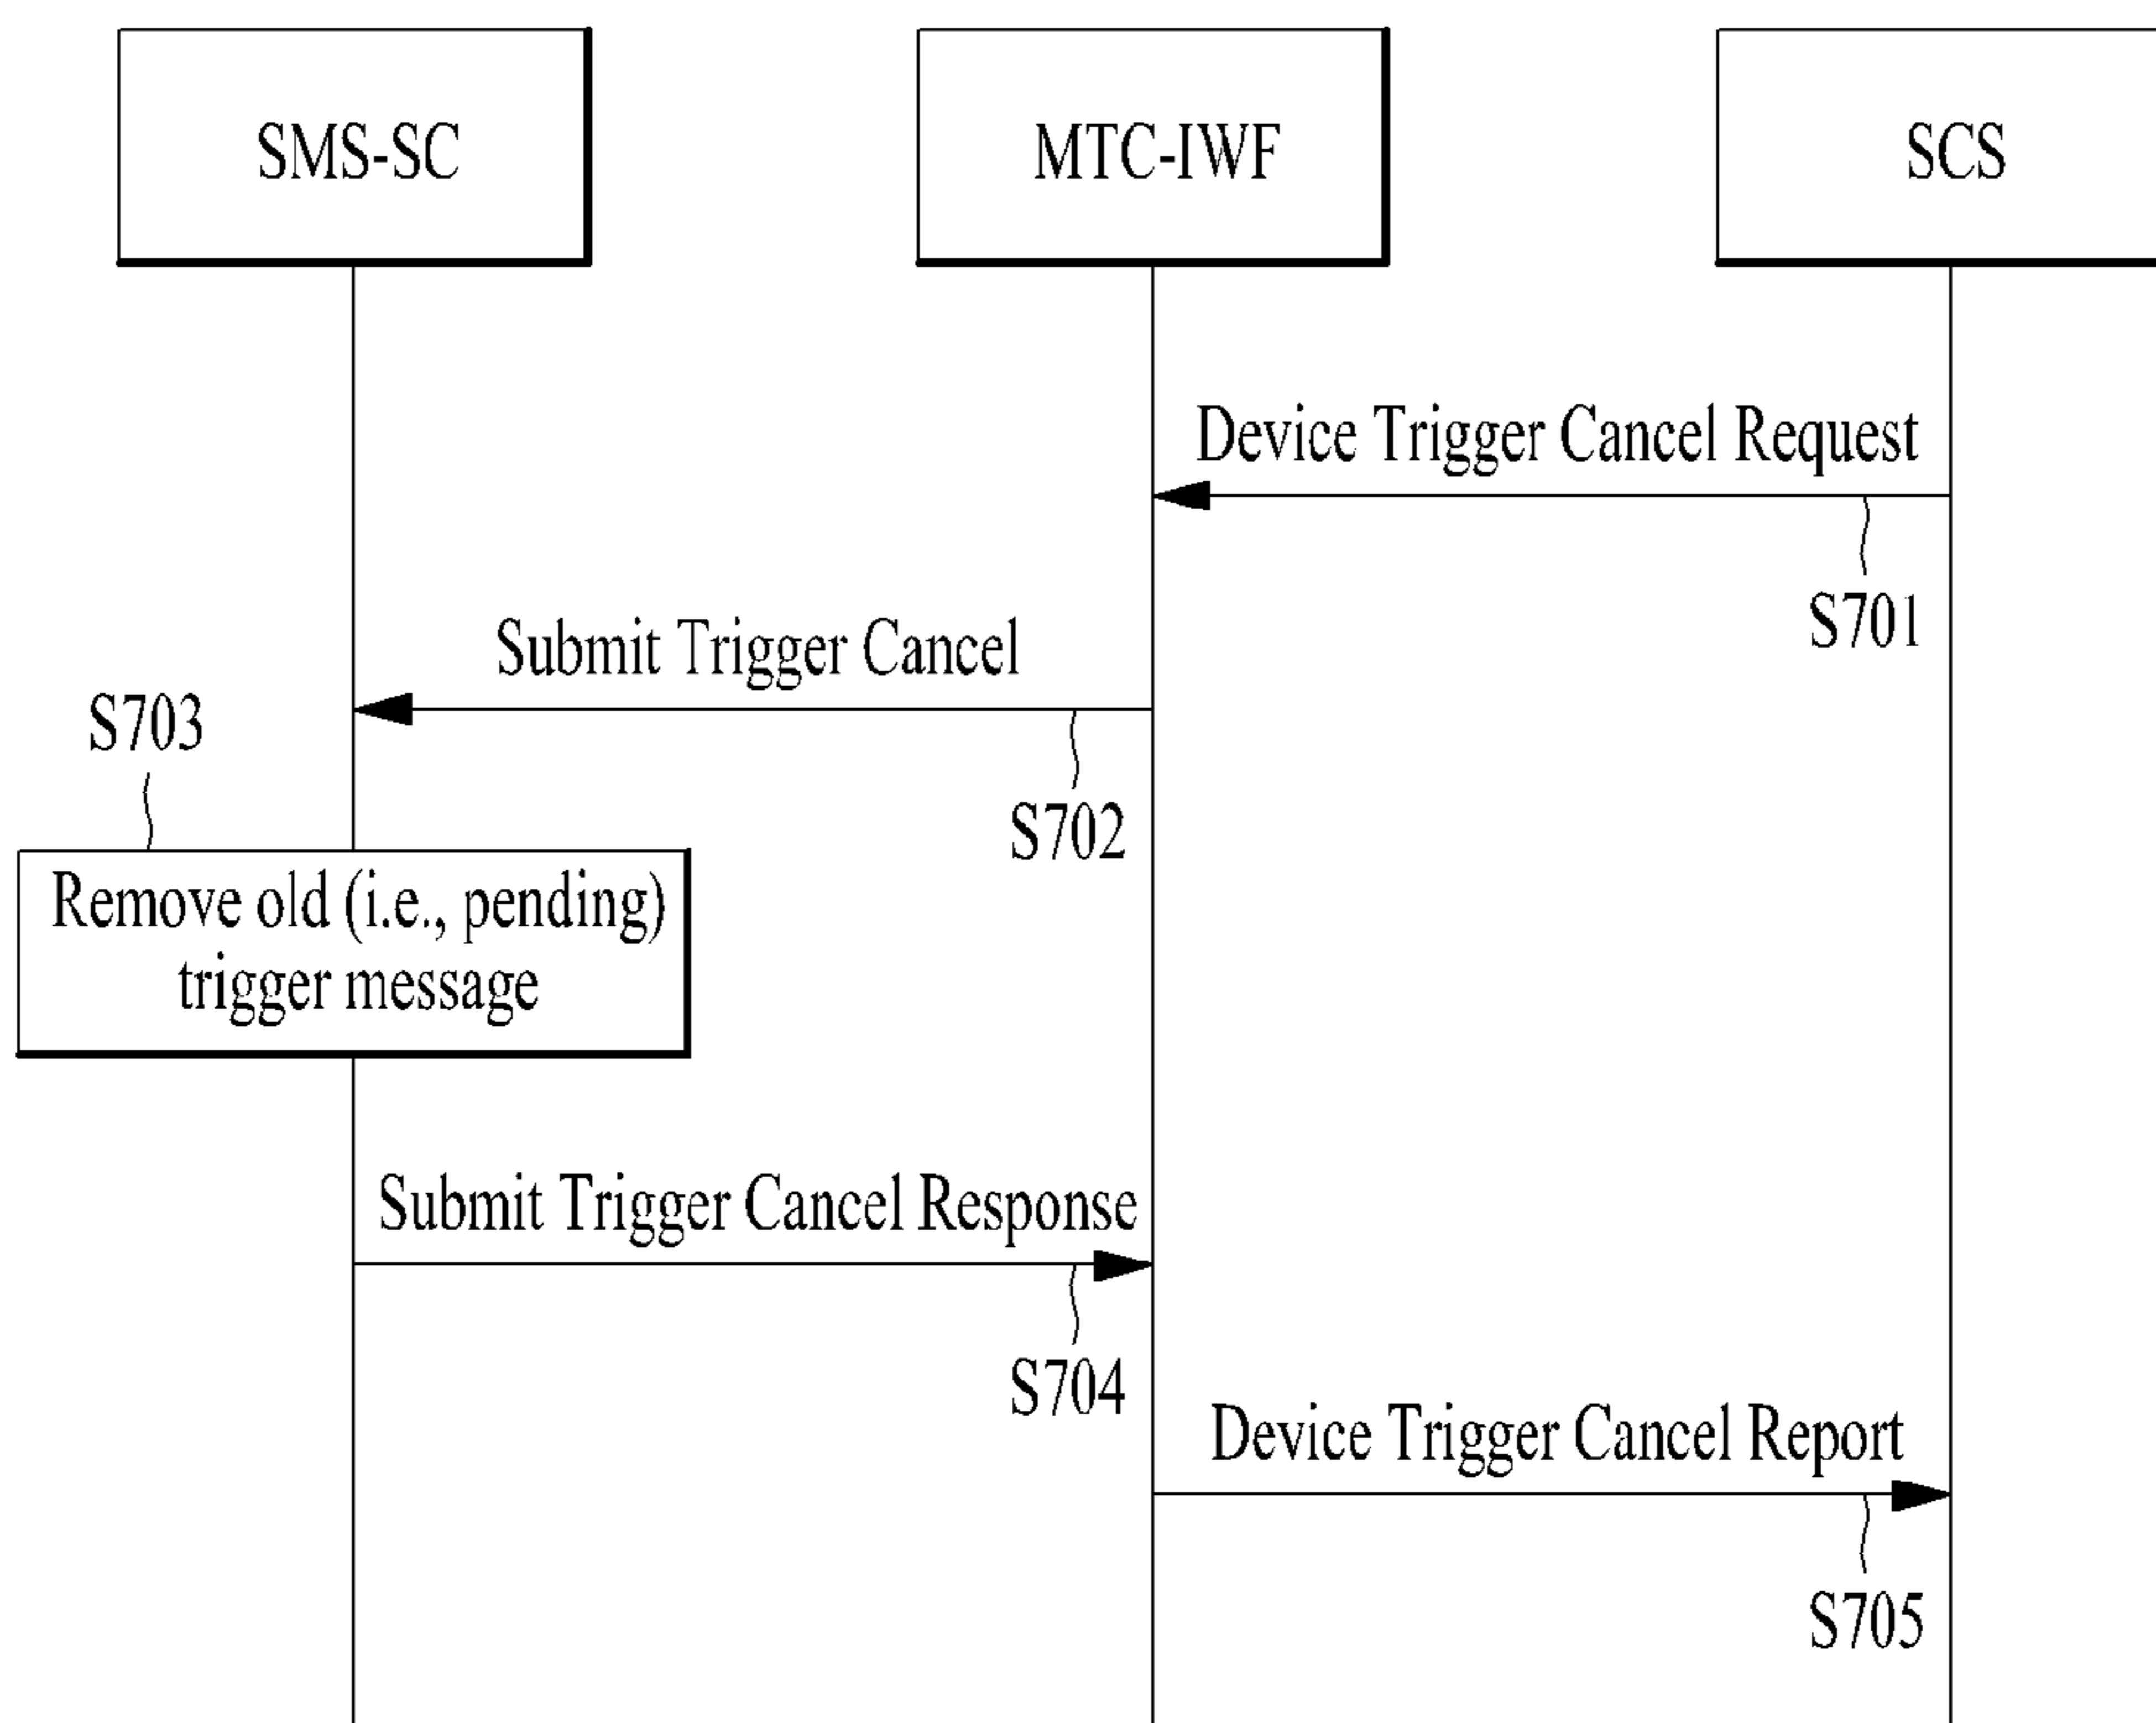 SMS-SC
MTC-IWF
SCS
Device Trigger Cancel Request
S701
Submit Trigger Cancel
S702
S703
Remove old (i.e., pending)
trigger message
Submit Trigger Cancel Response
S704
Device Trigger Cancel Report
S705